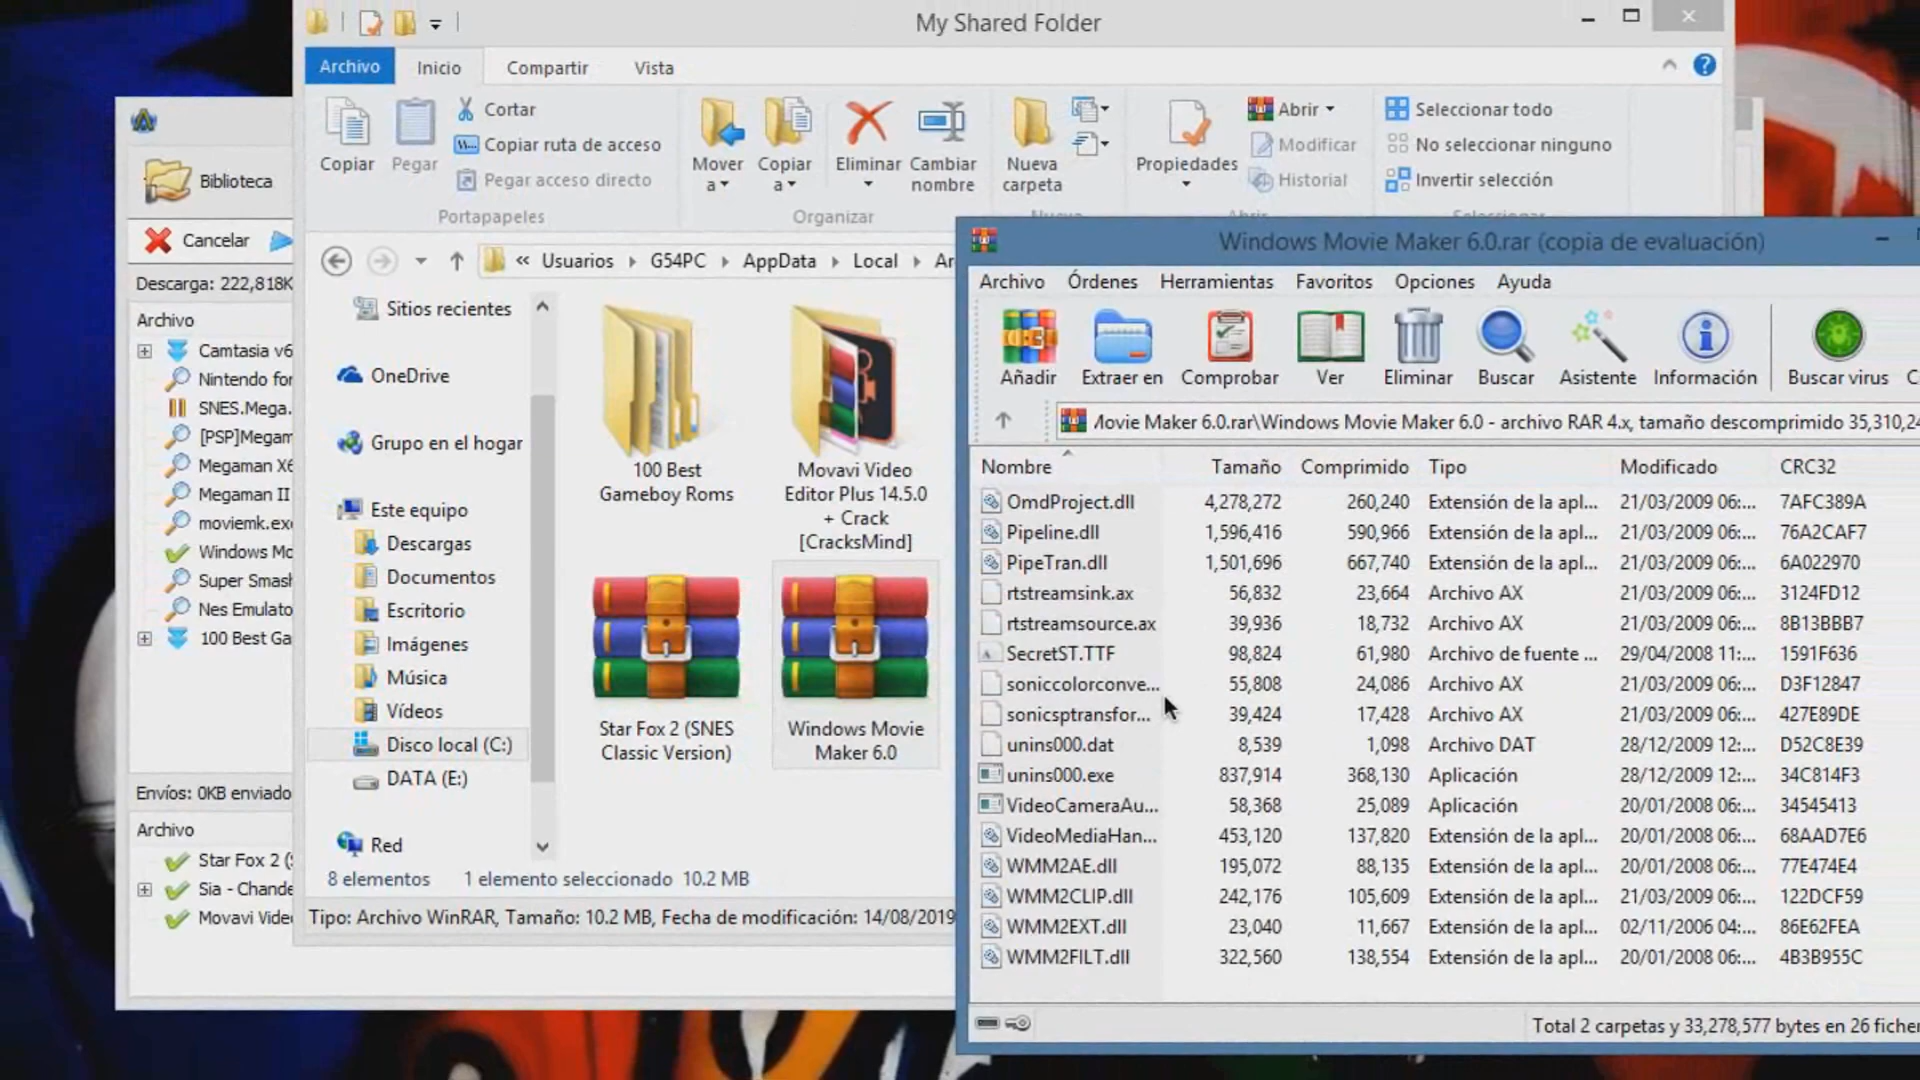 My Shared Folder
Archivo
Inicio
Compartir
Vista
Copiar
Pegar
Cortar
Copiar ruta de acceso
Pegar acceso directo
Portapapeles
Mover a
Copiar a
Eliminar
Cambiar nombre
Organizar
Nueva carpeta
Propiedades
Abrir
Modificar
Historial
Seleccionar todo
No seleccionar ninguno
Invertir selección
« Usuarios G54PC AppData Local Ar
Biblioteca
Cancelar
Descarga: 222,818K
Archivo
Camtasia v6
Nintendo for
SNES.Mega.
[PSP]Megam
Megaman X6
Megaman II
moviemk.exe
Windows Mo
Super Smash
Nes Emulato
100 Best Ga
Envíos: 0KB enviado
Archivo
Star Fox 2 (S
Sia - Chande
Movavi Vide
Sitios recientes
OneDrive
Grupo en el hogar
Este equipo
Descargas
Documentos
Escritorio
Imágenes
Música
Vídeos
Disco local (C:)
DATA (E:)
Red
100 Best
Gameboy Roms
Movavi Video
Editor Plus 14.5.0
+ Crack
[CracksMind]
Star Fox 2 (SNES
Classic Version)
Windows Movie
Maker 6.0
8 elementos 1 elemento seleccionado 10.2 MB
Tipo: Archivo WinRAR, Tamaño: 10.2 MB, Fecha de modificación: 14/08/2019
Windows Movie Maker 6.0.rar (copia de evaluación)
Archivo Órdenes Herramientas Favoritos Opciones Ayuda
Añadir Extraer en Comprobar Ver Eliminar Buscar Asistente Información Buscar virus
Movie Maker 6.0.rar\Windows Movie Maker 6.0 - archivo RAR 4.x, tamaño descomprimido 35,310,24
Nombre Tamaño Comprimido Tipo Modificado CRC32
OmdProject.dll 4,278,272 260,240 Extensión de la apl... 21/03/2009 06:... 7AFC389A
Pipeline.dll 1,596,416 590,966 Extensión de la apl... 21/03/2009 06:... 76A2CAF7
PipeTran.dll 1,501,696 667,740 Extensión de la apl... 21/03/2009 06:... 6A022970
rtstreamsink.ax 56,832 23,664 Archivo AX 21/03/2009 06:... 3124FD12
rtstreamsource.ax 39,936 18,732 Archivo AX 21/03/2009 06:... 8B13BBB7
SecretST.TTF 98,824 61,980 Archivo de fuente ... 29/04/2008 11:... 1591F636
soniccolorconve... 55,808 24,086 Archivo AX 21/03/2009 06:... D3F12847
sonicsptransfor... 39,424 17,428 Archivo AX 21/03/2009 06:... 427E89DE
unins000.dat 8,539 1,098 Archivo DAT 28/12/2009 12:... D52C8E39
unins000.exe 837,914 368,130 Aplicación 28/12/2009 12:... 34C814F3
VideoCameraAu... 58,368 25,089 Aplicación 20/01/2008 06:... 34545413
VideoMediaHan... 453,120 137,820 Extensión de la apl... 20/01/2008 06:... 68AAD7E6
WMM2AE.dll 195,072 88,135 Extensión de la apl... 20/01/2008 06:... 77E474E4
WMM2CLIP.dll 242,176 105,609 Extensión de la apl... 21/03/2009 06:... 122DCF59
WMM2EXT.dll 23,040 11,667 Extensión de la apl... 02/11/2006 04:... 86E62FEA
WMM2FILT.dll 322,560 138,554 Extensión de la apl... 20/01/2008 06:... 4B3B955C
Total 2 carpetas y 33,278,577 bytes en 26 ficher